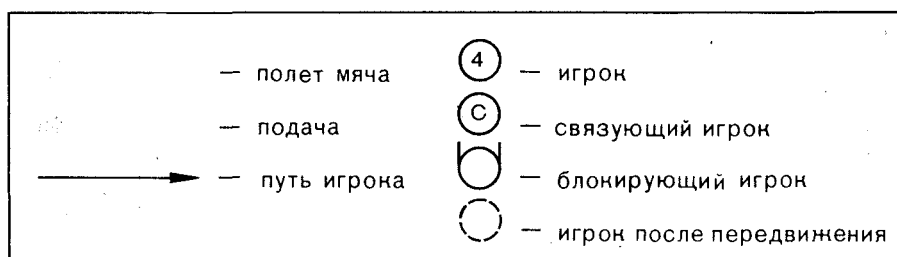 — полет мяча
— подача
— путь игрока
4 — игрок
С — связующий игрок
— блокирующий игрок
— игрок после передвижения